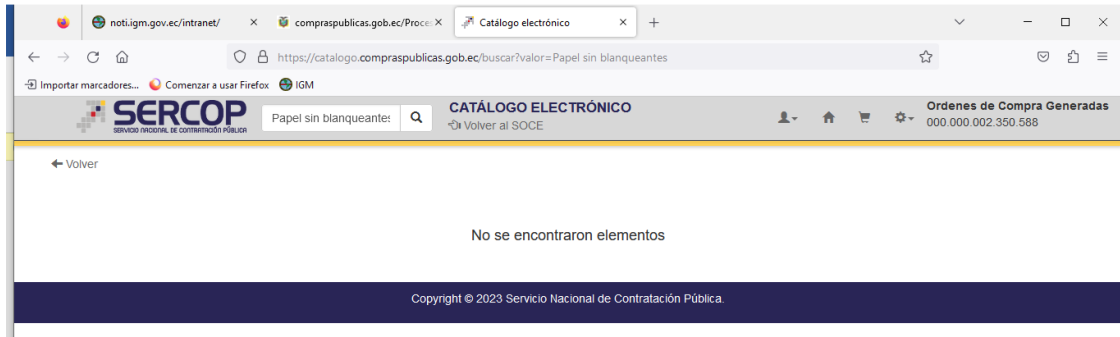 noti.igm.gov.ec/intranet/
compraspublicas.gob.ec/Proce
Catálogo electrónico
https://catalogo.compraspublicas.gob.ec/buscar?valor=Papel sin blanqueantes
Importar marcadores... Comenzar a usar Firefox IGM
SERCOP
SERVICIO NACIONAL DE CONTRATACIÓN PÚBLICA
Papel sin blanqueantes
CATÁLOGO ELECTRÓNICO
Volver al SOCE
Ordenes de Compra Generadas
000.000.002.350.588
Volver
No se encontraron elementos
Copyright © 2023 Servicio Nacional de Contratación Pública.